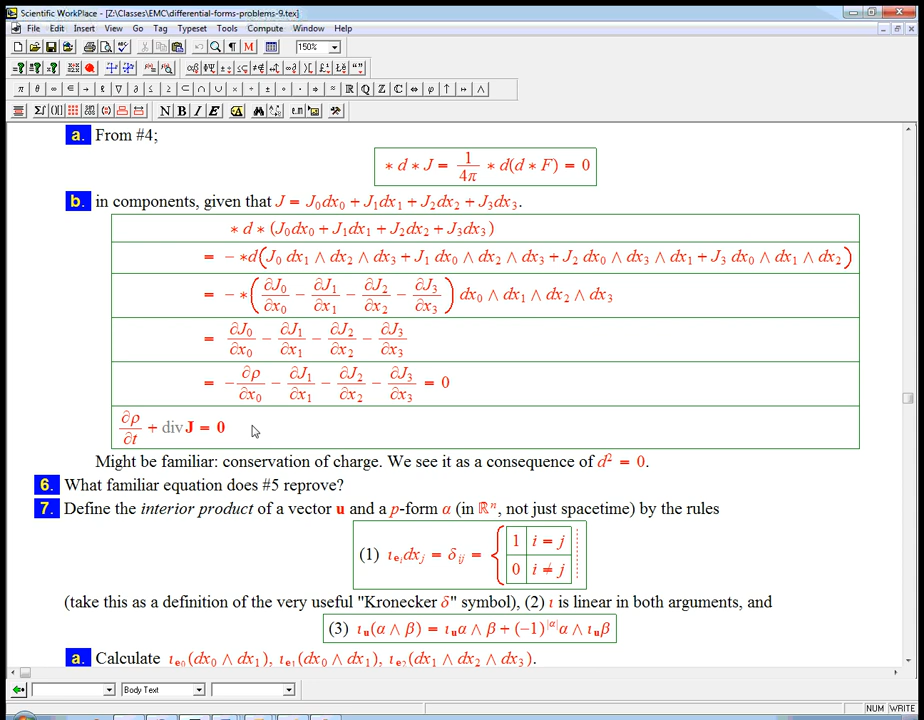 Scientific WorkPlace - [Z:\Classes\EMC\differential-forms-problems-9.tex]
File Edit Insert View Go Tag Typeset Tools Compute Window Help
150%
N B I E
a. From #4;
∗ d ∗ J = 1/4π ∗ d(d ∗ F) = 0
b. in components, given that J = J₀dx₀ + J₁dx₁ + J₂dx₂ + J₃dx₃.
∗ d ∗ (J₀dx₀ + J₁dx₁ + J₂dx₂ + J₃dx₃)
= − ∗d(J₀ dx₁ ∧ dx₂ ∧ dx₃ + J₁ dx₀ ∧ dx₂ ∧ dx₃ + J₂ dx₀ ∧ dx₃ ∧ dx₁ + J₃ dx₀ ∧ dx₁ ∧ dx₂)
= − ∗(∂J₀/∂x₀ − ∂J₁/∂x₁ − ∂J₂/∂x₂ − ∂J₃/∂x₃) dx₀ ∧ dx₁ ∧ dx₂ ∧ dx₃
= ∂J₀/∂x₀ − ∂J₁/∂x₁ − ∂J₂/∂x₂ − ∂J₃/∂x₃
= −∂ρ/∂x₀ − ∂J₁/∂x₁ − ∂J₂/∂x₂ − ∂J₃/∂x₃ = 0
∂ρ/∂t + div J = 0
Might be familiar: conservation of charge. We see it as a consequence of d² = 0.
6. What familiar equation does #5 reprove?
7. Define the interior product of a vector u and a p-form α (in ℝⁿ, not just spacetime) by the rules
(1) ι_{e_i}dx_j = δ_{ij} = { 1 i = j
0 i ≠ j
(take this as a definition of the very useful "Kronecker δ" symbol), (2) ι is linear in both arguments, and
(3) ι_u(α ∧ β) = ι_uα ∧ β + (−1)^{|α|}α ∧ ι_uβ
a. Calculate ι_{e₀}(dx₀ ∧ dx₁), ι_{e₁}(dx₀ ∧ dx₁), ι_{e₂}(dx₁ ∧ dx₂ ∧ dx₃).
Body Text
NUM WRITE